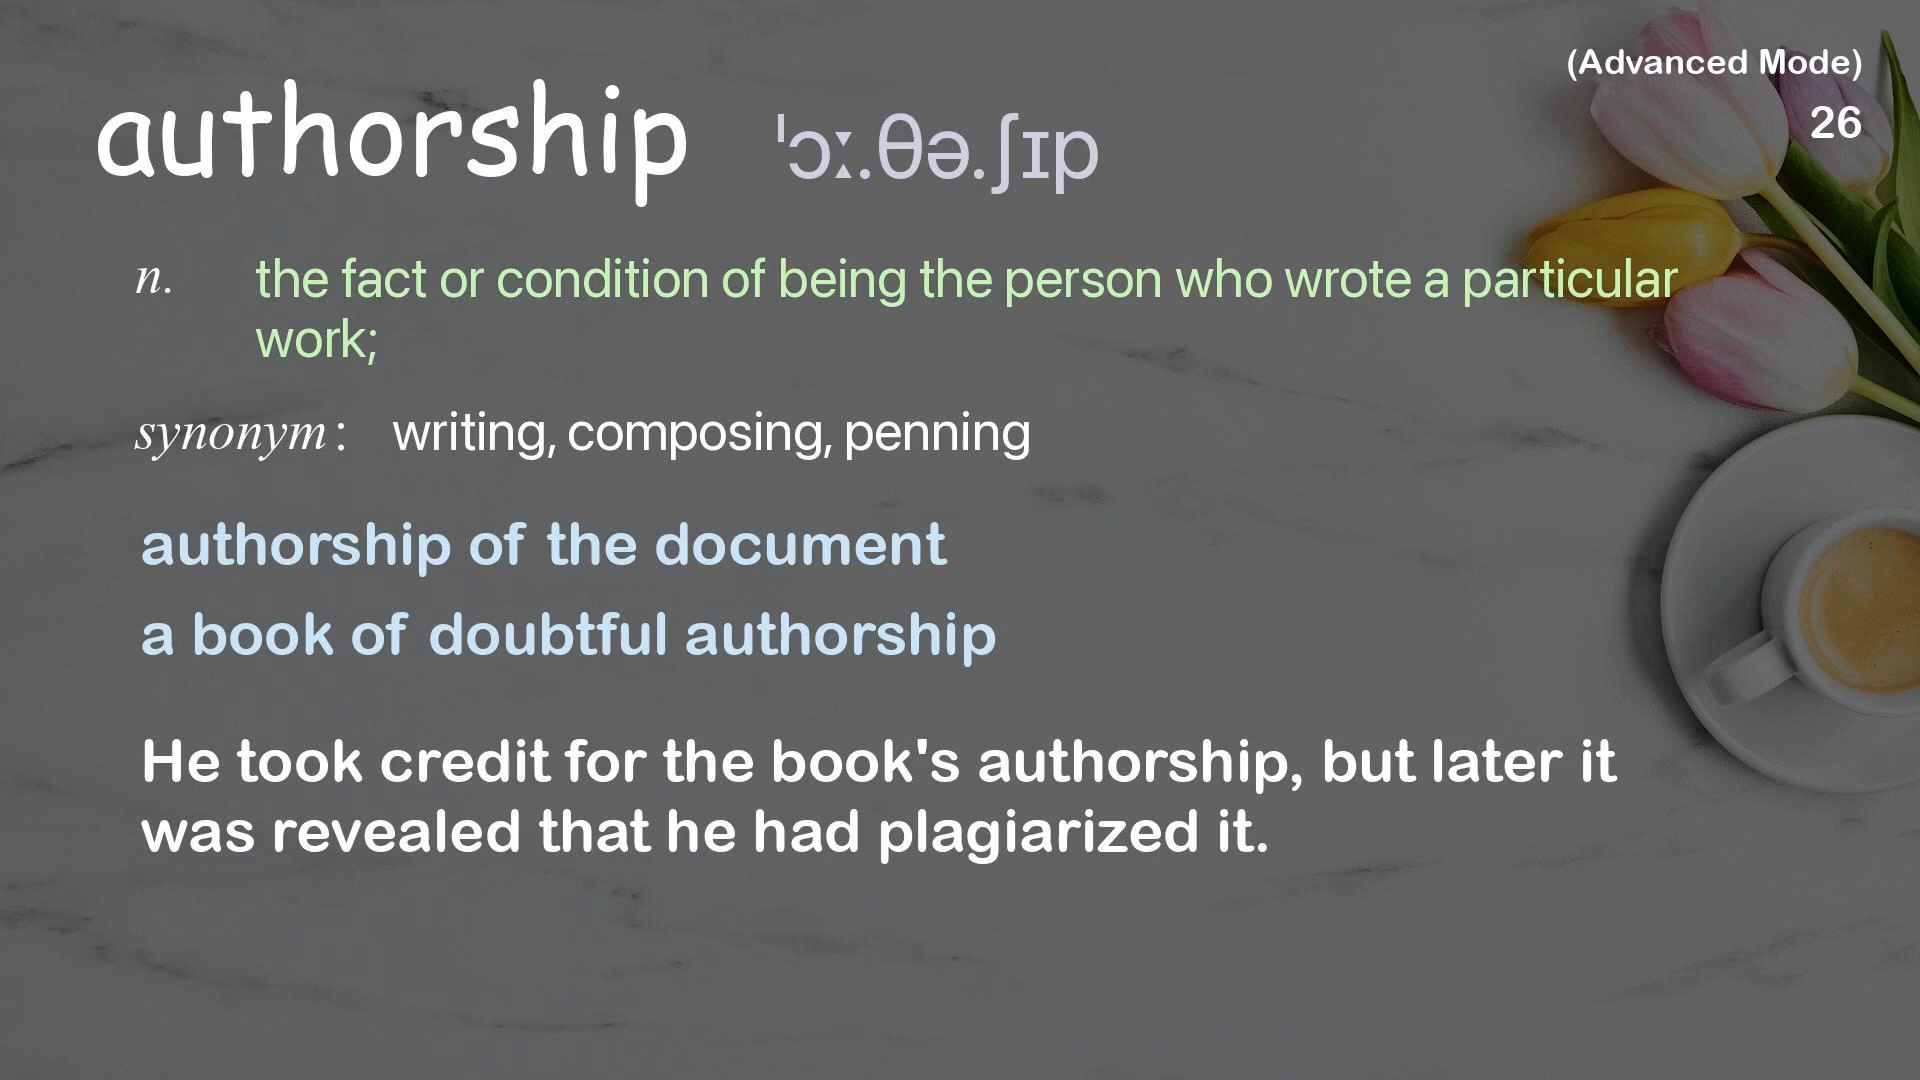 (Advanced Mode)
26
authorship ˈɔː.θə.ʃɪp
n. the fact or condition of being the person who wrote a particular
work;
synonym: writing, composing, penning
authorship of the document
a book of doubtful authorship
He took credit for the book's authorship, but later it
was revealed that he had plagiarized it.